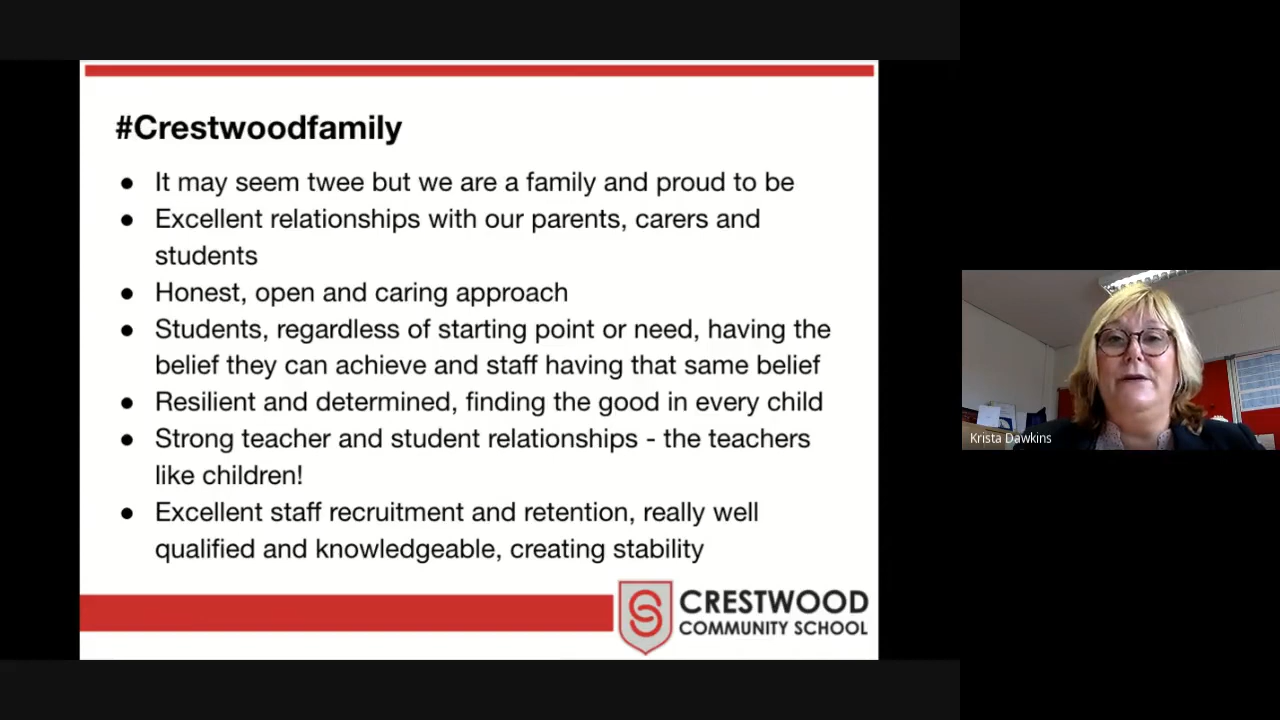 #Crestwoodfamily
● It may seem twee but we are a family and proud to be
● Excellent relationships with our parents, carers and
students
● Honest, open and caring approach
● Students, regardless of starting point or need, having the
belief they can achieve and staff having that same belief
● Resilient and determined, finding the good in every child
● Strong teacher and student relationships - the teachers
like children!
● Excellent staff recruitment and retention, really well
qualified and knowledgeable, creating stability
CRESTWOOD
COMMUNITY SCHOOL
Krista Dawkins